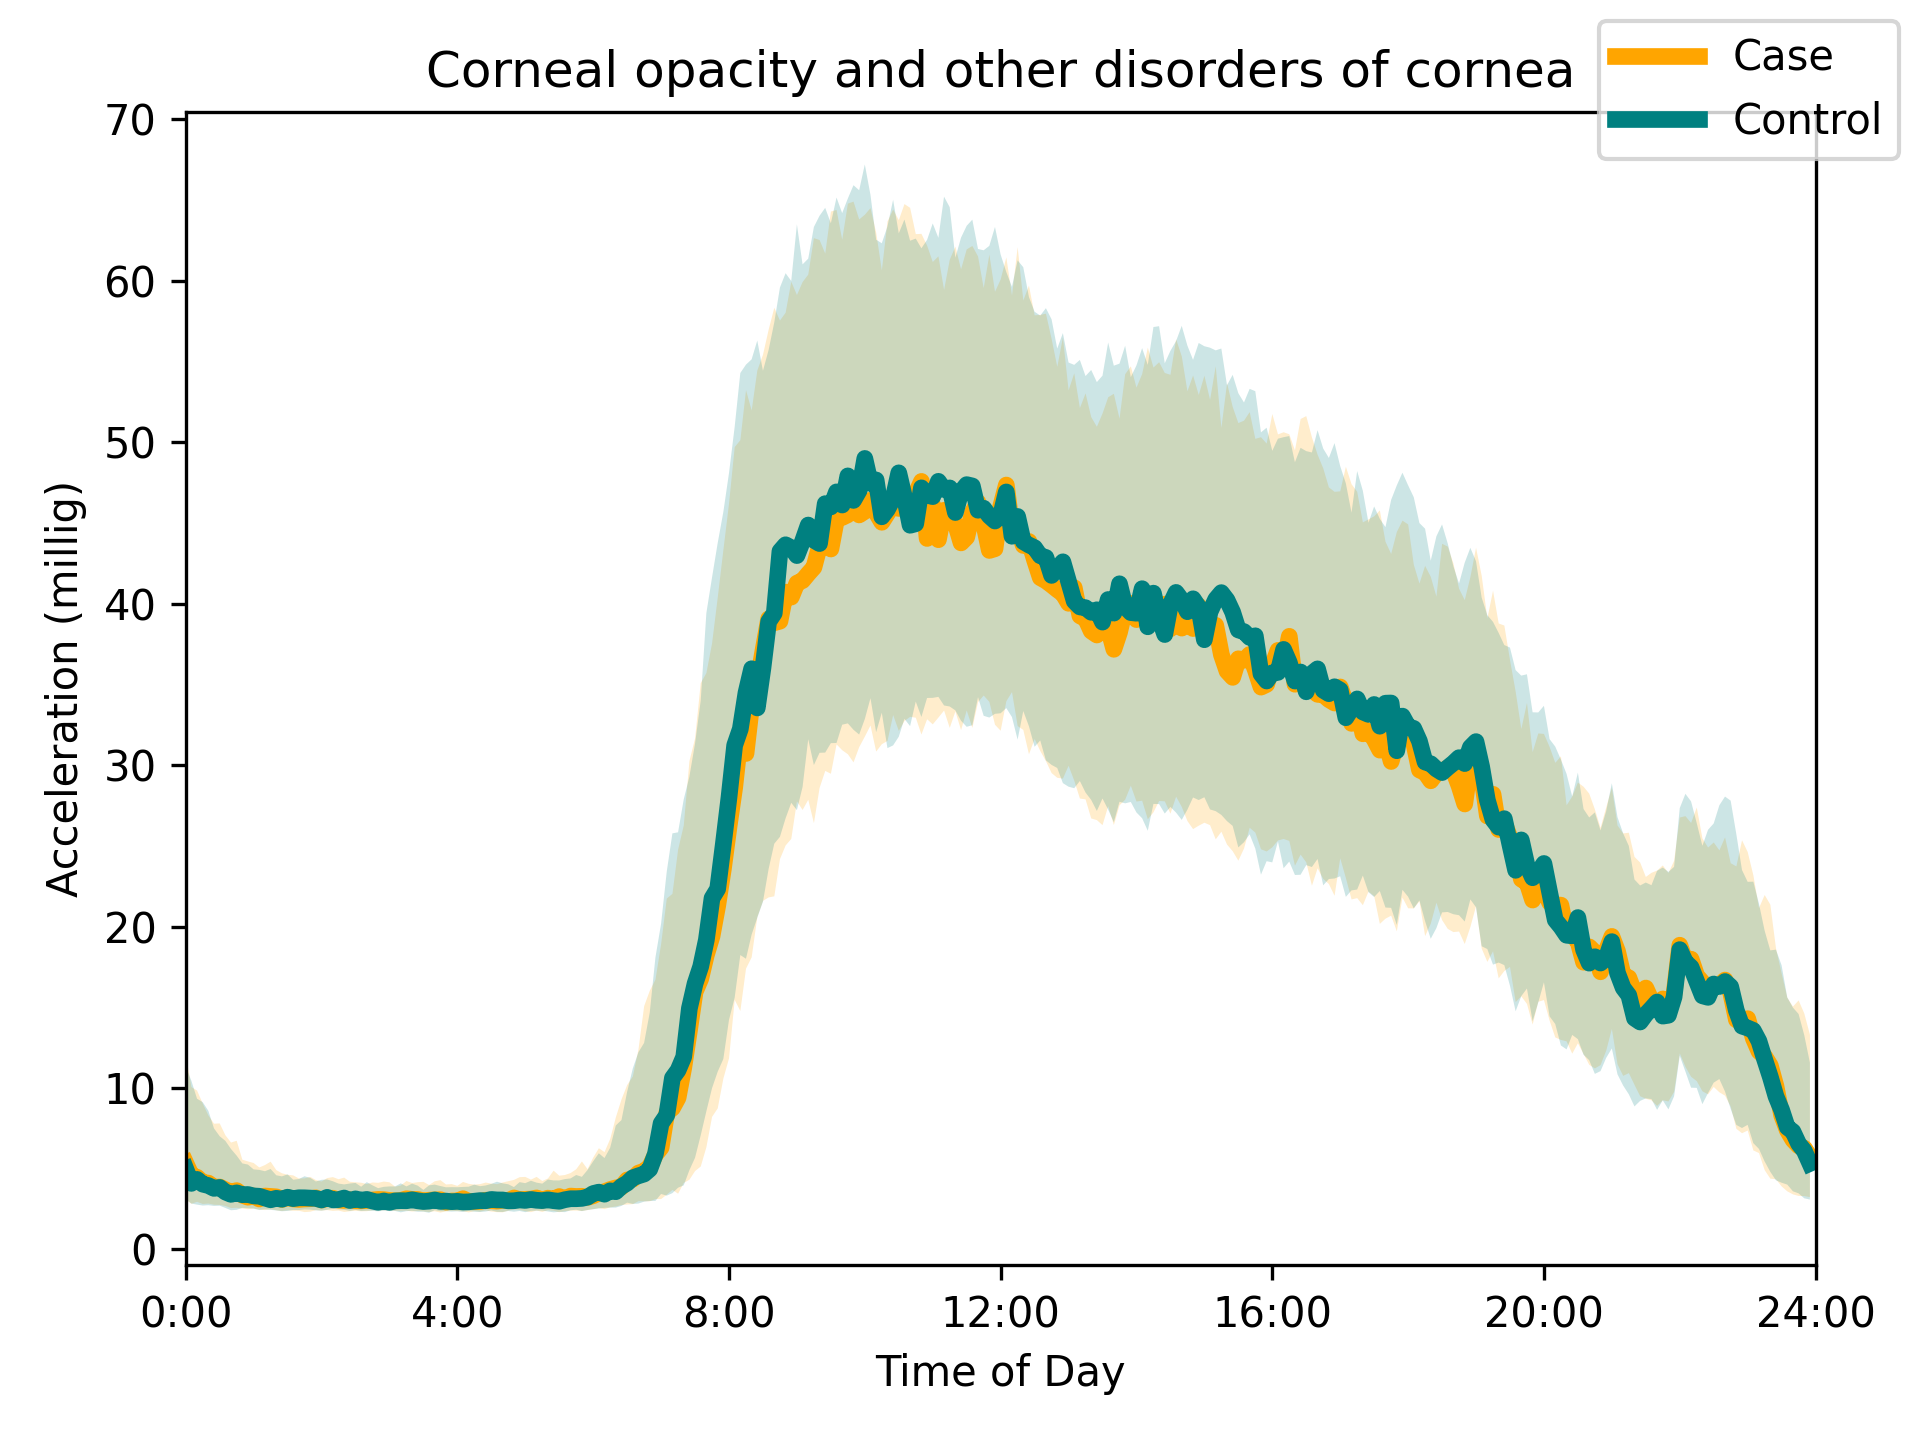 Corneal opacity and other disorders of cornea
Case
Control
Acceleration (millig)
70
60
50
40
30
20
10
0
0:00 4:00 8:00 12:00 16:00 20:00 24:00
Time of Day